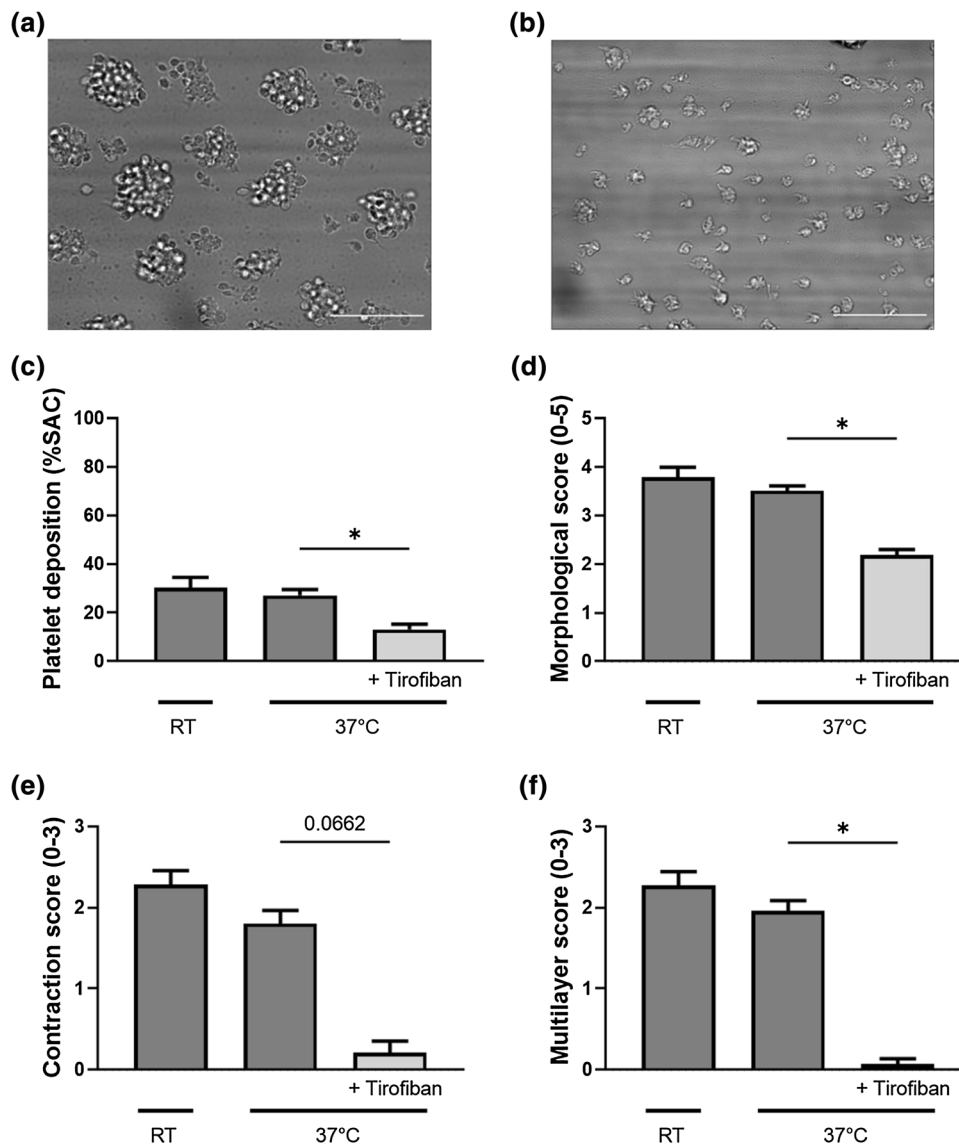 (a)
(b)
(c)
Platelet deposition (%SAC)
100
80
60
40
20
0
*
+ Tirofiban
RT
37°C
(d)
Morphological score (0-5)
5
4
3
2
1
0
*
+ Tirofiban
RT
37°C
(e)
Contraction score (0-3)
3
2
1
0
0.0662
+ Tirofiban
RT
37°C
(f)
Multilayer score (0-3)
3
2
1
0
*
+ Tirofiban
RT
37°C